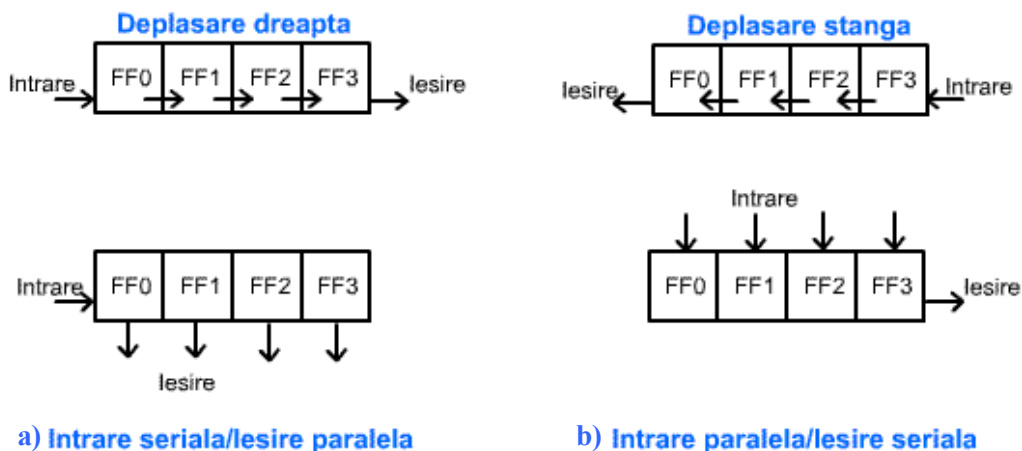 Deplasare dreapta
Intrare FF0 FF1 FF2 FF3 Iesire
Deplasare stanga
Iesire FF0 FF1 FF2 FF3 Intrare
Intrare FF0 FF1 FF2 FF3
Iesire
a) Intrare seriala/Iesire paralela
Intrare
FF0 FF1 FF2 FF3 Iesire
b) Intrare paralela/Iesire seriala